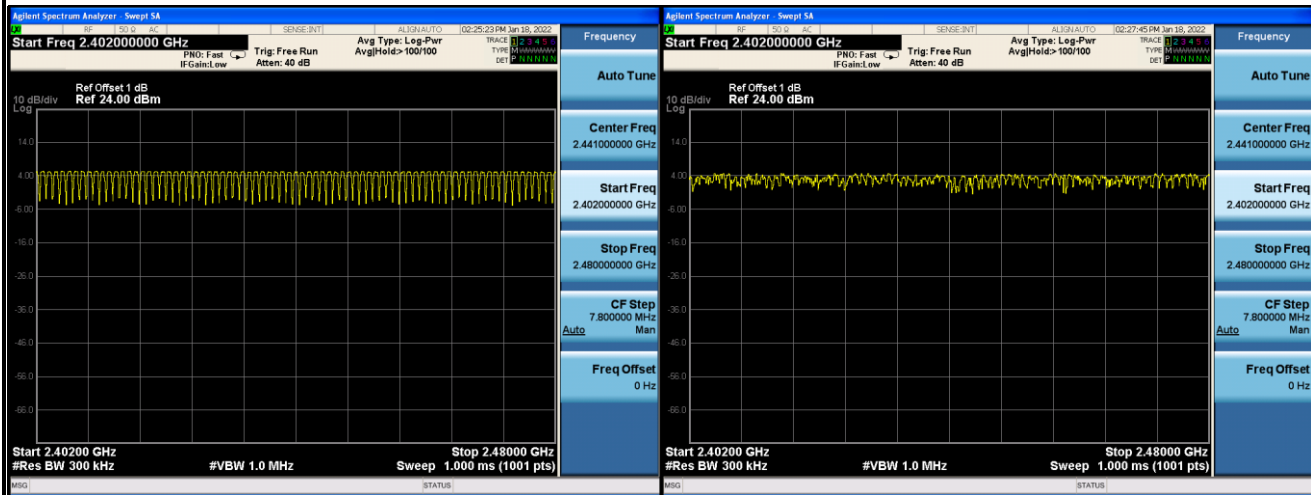 Agilent Spectrum Analyzer - Swept SA
RF 50 Ω AC SENSE:INT ALIGNAUTO 02:25:23 PM Jan 18, 2022
Start Freq 2.402000000 GHz
PNO: Fast
IFGain:Low
Trig: Free Run
Atten: 40 dB
Avg Type: Log-Pwr
Avg|Hold:>100/100
TRACE 1 2 3 4 5 6
TYPE M
DET P N N N N N
Ref Offset 1 dB
10 dB/div Ref 24.00 dBm
Log
14.0
4.00
-6.00
-16.0
-26.0
-36.0
-46.0
-56.0
-66.0
Start 2.40200 GHz Stop 2.48000 GHz
#Res BW 300 kHz #VBW 1.0 MHz Sweep 1.000 ms (1001 pts)
MSG STATUS
Frequency
Auto Tune
Center Freq
2.441000000 GHz
Start Freq
2.402000000 GHz
Stop Freq
2.480000000 GHz
CF Step
7.800000 MHz
Auto Man
Freq Offset
0 Hz
Agilent Spectrum Analyzer - Swept SA
RF 50 Ω AC SENSE:INT ALIGNAUTO 02:27:45 PM Jan 18, 2022
Start Freq 2.402000000 GHz
PNO: Fast
IFGain:Low
Trig: Free Run
Atten: 40 dB
Avg Type: Log-Pwr
Avg|Hold:>100/100
TRACE 1 2 3 4 5 6
TYPE M
DET P N N N N N
Ref Offset 1 dB
10 dB/div Ref 24.00 dBm
Log
14.0
4.00
-6.00
-16.0
-26.0
-36.0
-46.0
-56.0
-66.0
Start 2.40200 GHz Stop 2.48000 GHz
#Res BW 300 kHz #VBW 1.0 MHz Sweep 1.000 ms (1001 pts)
MSG STATUS
Frequency
Auto Tune
Center Freq
2.441000000 GHz
Start Freq
2.402000000 GHz
Stop Freq
2.480000000 GHz
CF Step
7.800000 MHz
Auto Man
Freq Offset
0 Hz